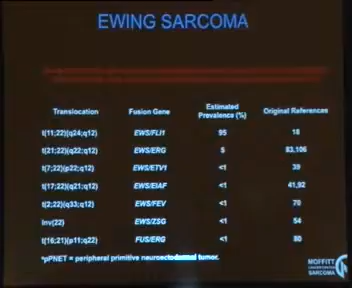 EWING SARCOMA
Translocation Fusion Gene Estimated Prevalence (%) Original References
t(11;22)(q24;q12) EWS/FLI1 95 18
t(21;22)(q22;q12) EWS/ERG 5 83,106
t(7;22)(p22;q12) EWS/ETV1 <1 39
t(17;22)(q21;q12) EWS/EIAF <1 41,92
t(2;22)(q33;q12) EWS/FEV <1 70
inv(22) EWS/ZSG <1 54
t(16;21)(p11;q22) FUS/ERG <1 80
*pPNET = peripheral primitive neuroectodermal tumor.
MOFFITT
SARCOMA